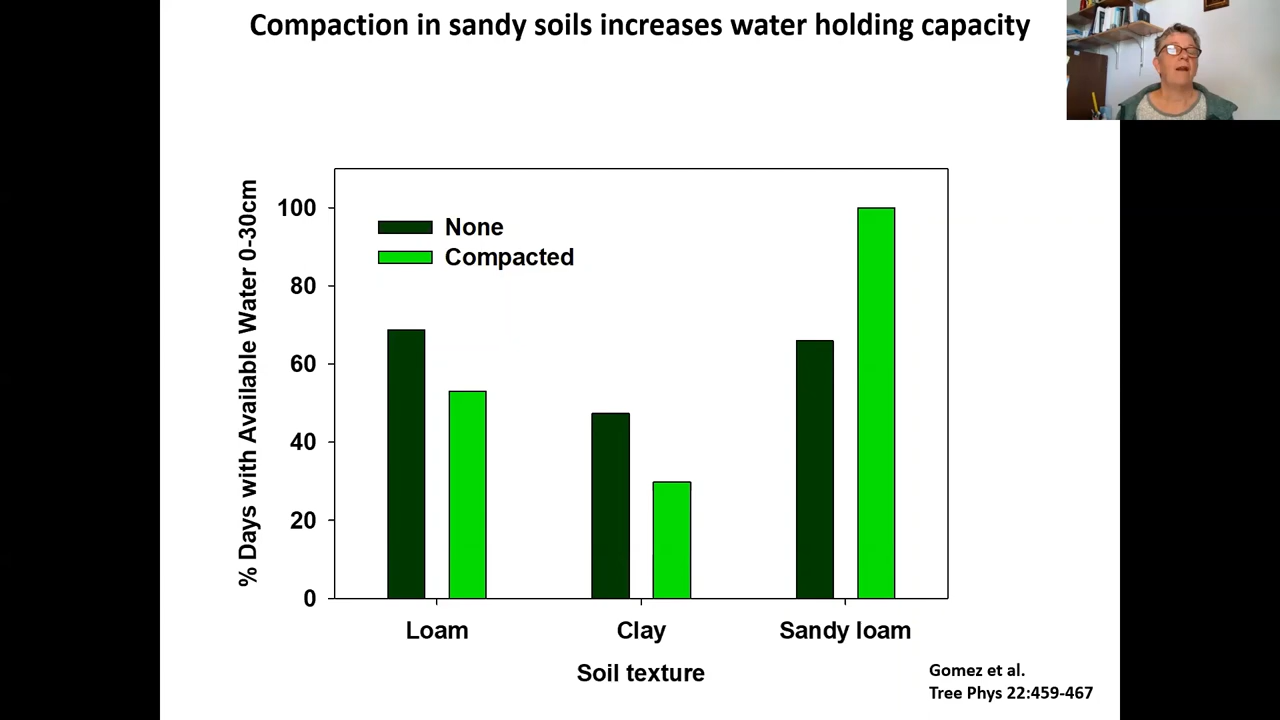 Compaction in sandy soils increases water holding capacity
% Days with Available Water 0-30cm
100
80
60
40
20
0
None
Compacted
Loam
Clay
Sandy loam
Soil texture
Gomez et al.
Tree Phys 22:459-467